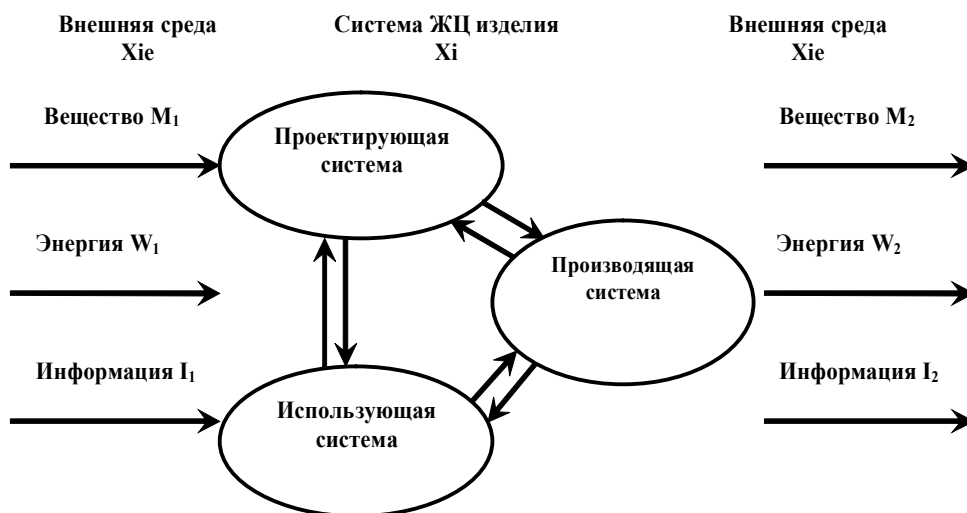 Внешняя среда
Xie
Система ЖЦ изделия
Xi
Внешняя среда
Xie
Вещество M₁
Проектирующая
система
Вещество M₂
Энергия W₁
Производящая
система
Энергия W₂
Информация I₁
Использующая
система
Информация I₂